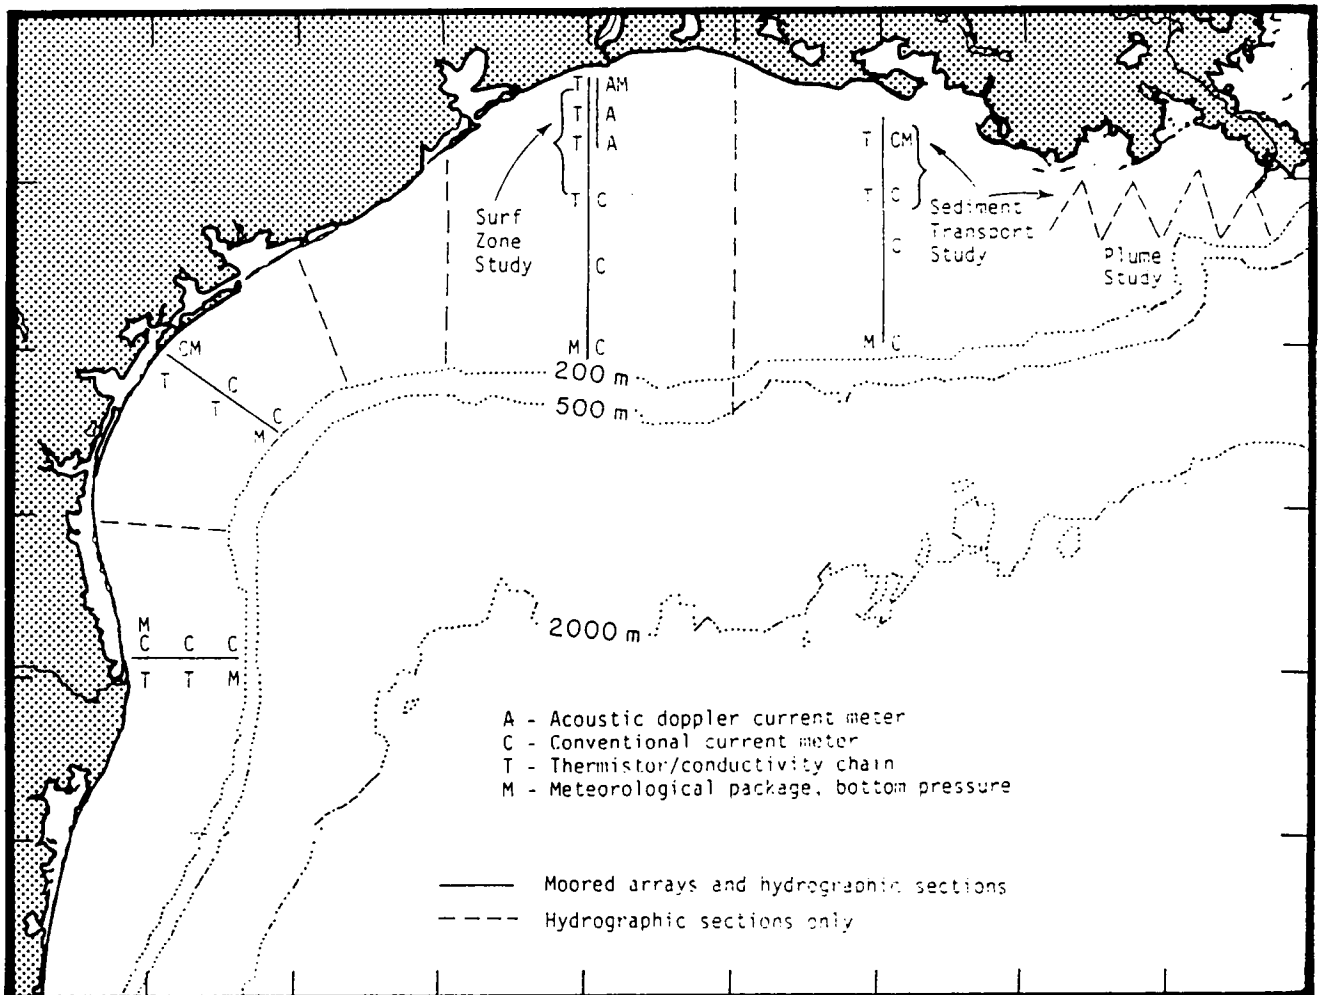 T AM
T A
T A
T CM
T C
T C
Surf
Zone
Study
Sediment
Transport
Study
C
C
Plume
Study
M C
M C
CM
200 m
T C
T C
500 m
M
M
C C C
2000 m
T T M
A - Acoustic doppler current meter
C - Conventional current meter
T - Thermistor/conductivity chain
M - Meteorological package, bottom pressure
Moored arrays and hydrographic sections
Hydrographic sections only